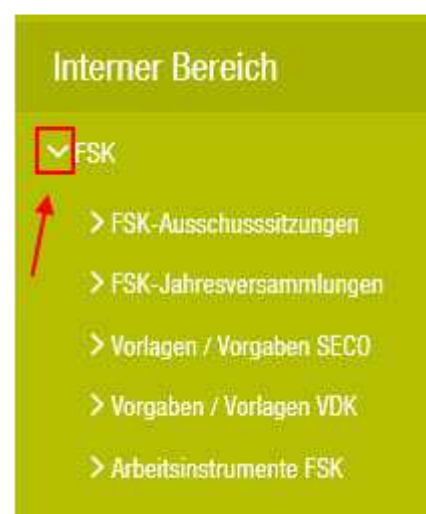 Interner Bereich
FSK
FSK-Ausschusssitzungen
FSK-Jahresversammlungen
Vorlagen / Vorgaben SECO
Vorgaben / Vorlagen VDK
Arbeitsinstrumente FSK